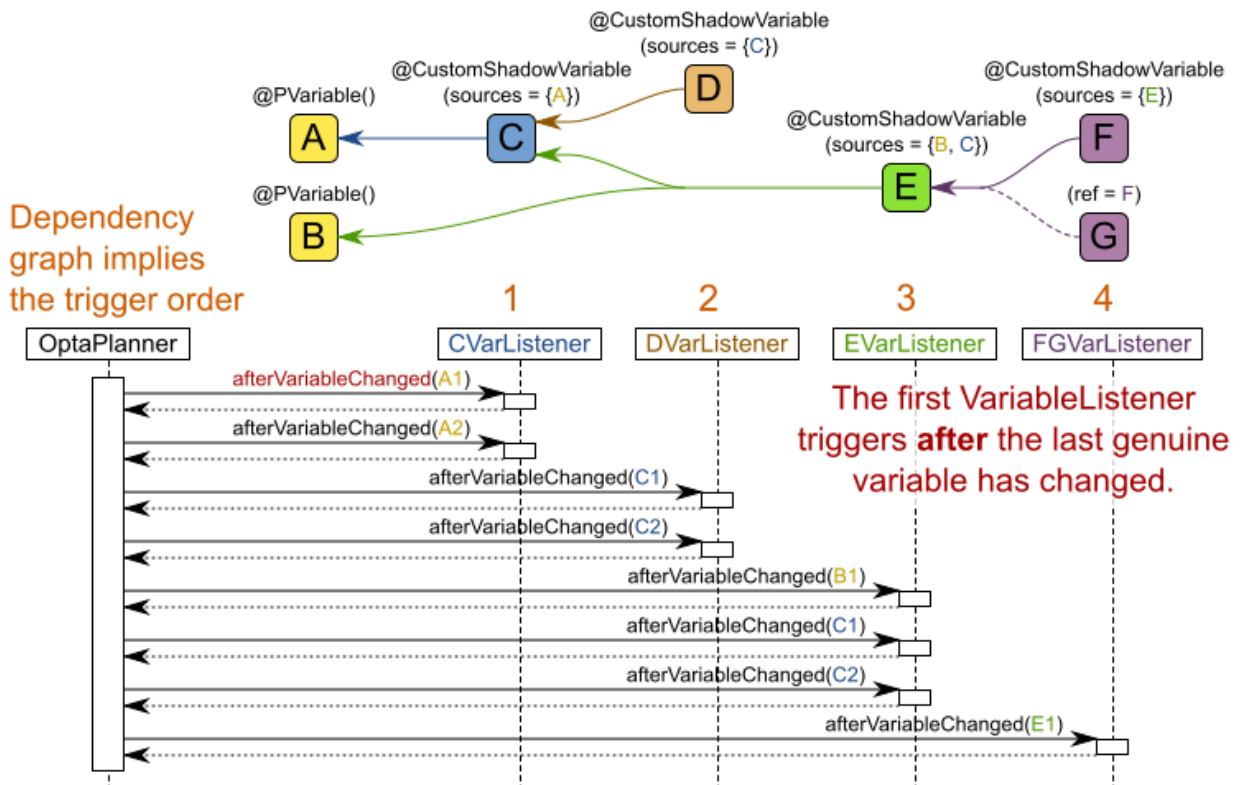 @CustomShadowVariable
(sources = {C})
D
@CustomShadowVariable
(sources = {A})
C
@PVariable()
A
@CustomShadowVariable
(sources = {E})
F
@CustomShadowVariable
(sources = {B, C})
E
@PVariable()
B
(ref = F)
G
Dependency
graph implies
the trigger order
1
2
3
4
OptaPlanner
CVarListener
DVarListener
EVarListener
FGVarListener
afterVariableChanged(A1)
afterVariableChanged(A2)
The first VariableListener
triggers after the last genuine
variable has changed.
afterVariableChanged(C1)
afterVariableChanged(C2)
afterVariableChanged(B1)
afterVariableChanged(C1)
afterVariableChanged(C2)
afterVariableChanged(E1)